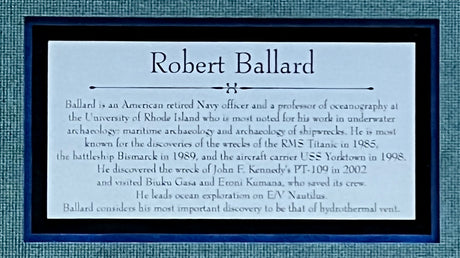 Robert Ballard
Ballard is an American retired Navy officer and a professor of oceanography at
the University of Rhode Island who is most noted for his work in underwater
archaeology: maritime archaeology and archaeology of shipwrecks. He is most
known for the discoveries of the wrecks of the RMS Titanic in 1985,
the battleship Bismarck in 1989, and the aircraft carrier USS Yorktown in 1998.
He discovered the wreck of John F. Kennedy's PT-109 in 2002
and visited Biuku Gasa and Eroni Kumana, who saved its crew.
He leads ocean exploration on E/V Nautilus.
Ballard considers his most important discovery to be that of hydrothermal vent.